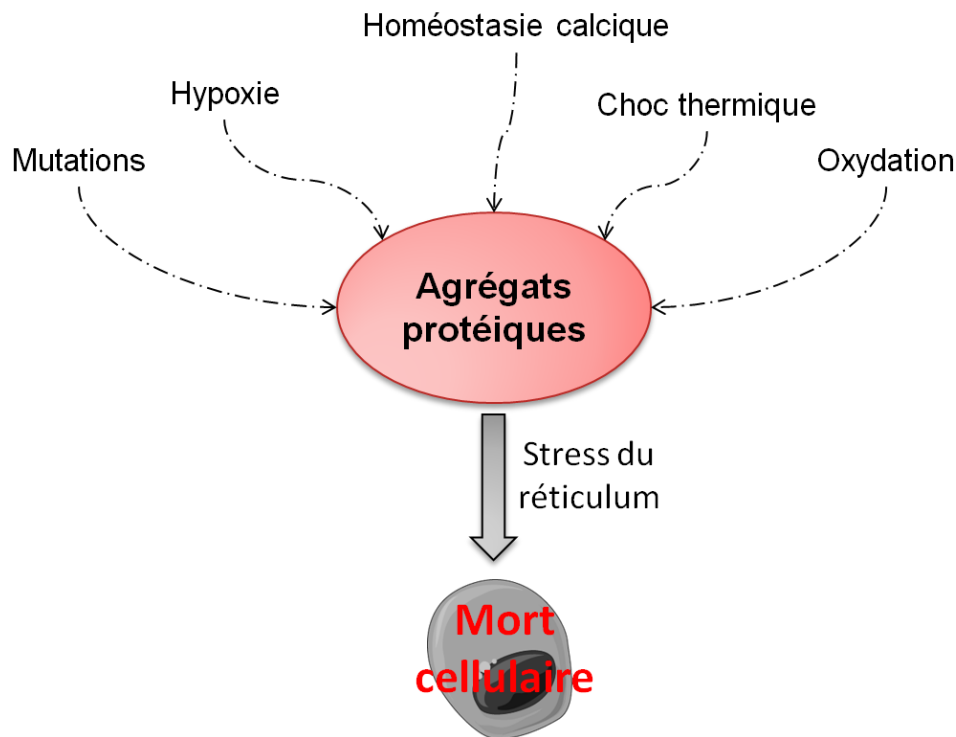 Homéostasie calcique
Hypoxie
Choc thermique
Mutations
Oxydation
Agrégats
protéiques
Stress du
réticulum
Mort
cellulaire